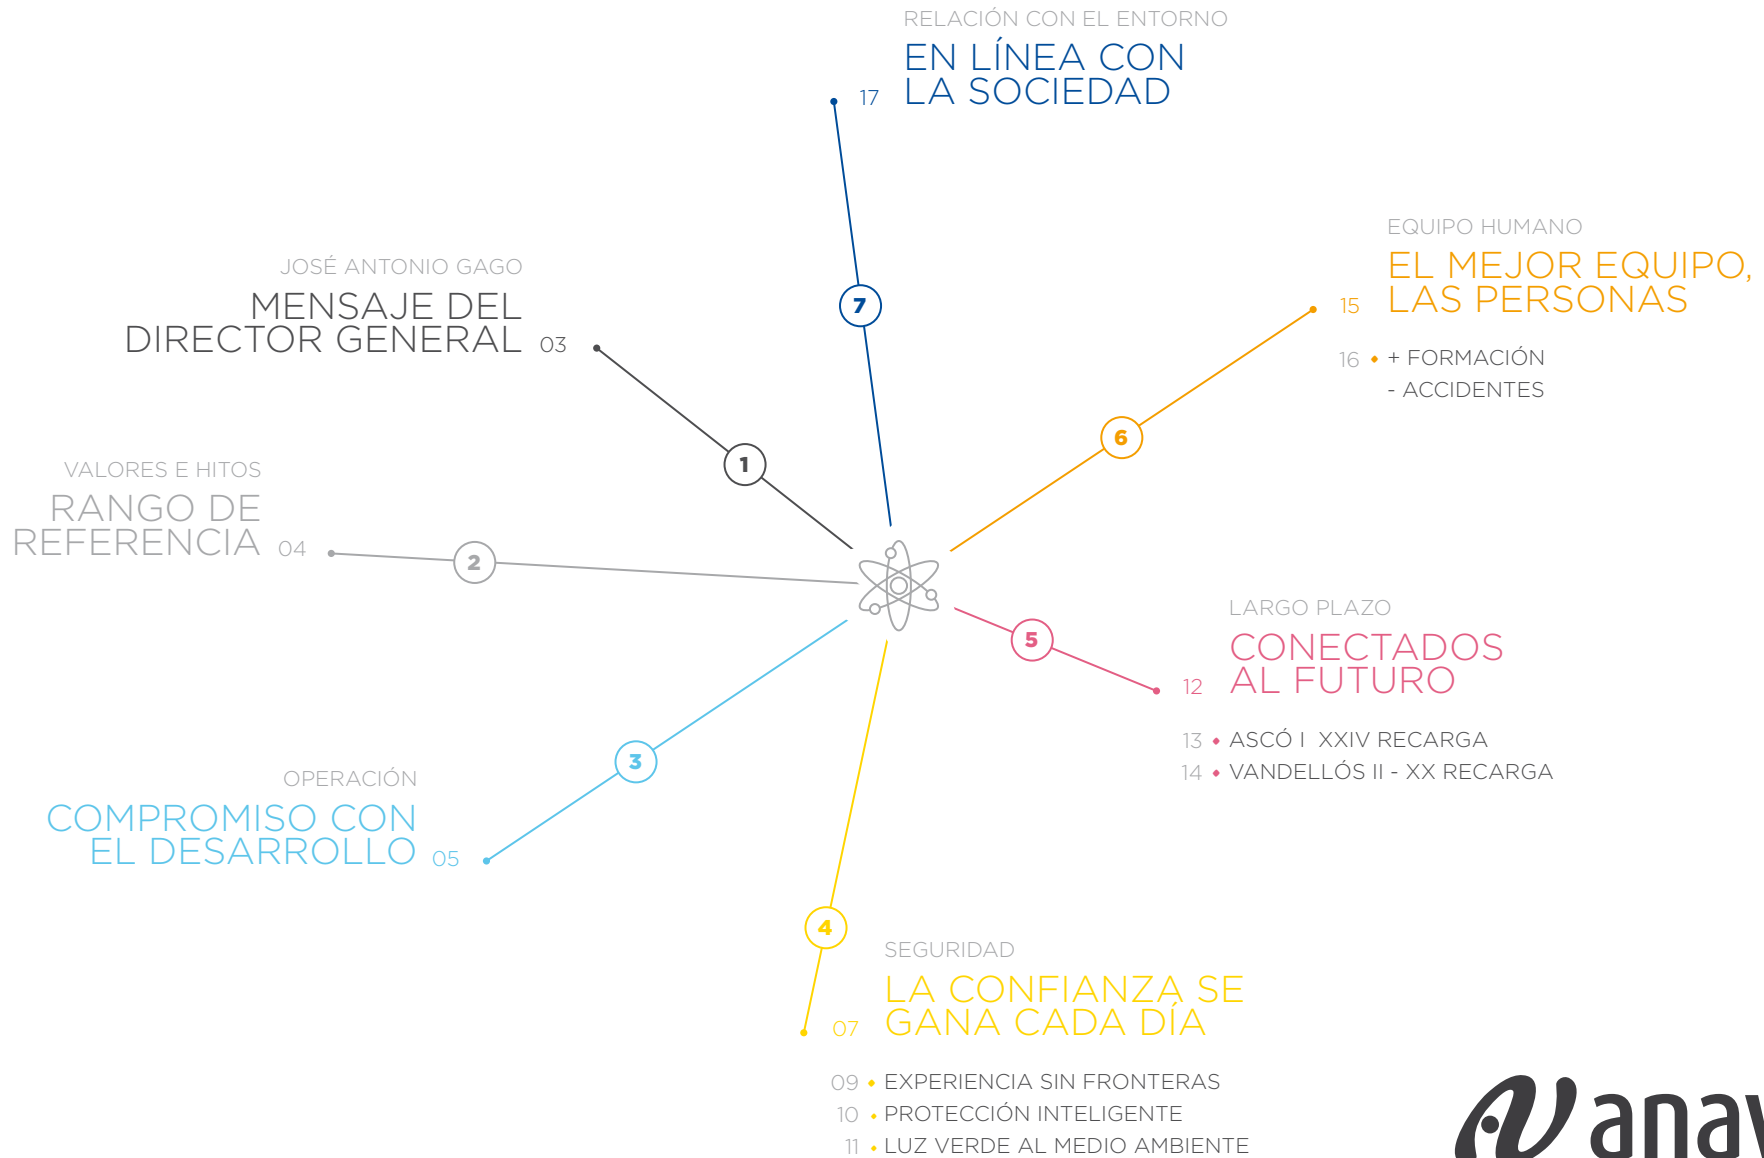 RELACIÓN CON EL ENTORNO
EN LÍNEA CON
17 LA SOCIEDAD
7
JOSÉ ANTONIO GAGO
MENSAJE DEL
DIRECTOR GENERAL 03
1
VALORES E HITOS
RANGO DE
REFERENCIA 04
2
OPERACIÓN
COMPROMISO CON
EL DESARROLLO 05
3
SEGURIDAD
LA CONFIANZA SE
07 GANA CADA DÍA
4
09 • EXPERIENCIA SIN FRONTERAS
10 • PROTECCIÓN INTELIGENTE
11 • LUZ VERDE AL MEDIO AMBIENTE
LARGO PLAZO
CONECTADOS
12 AL FUTURO
5
13 • ASCÓ I XXIV RECARGA
14 • VANDELLÓS II - XX RECARGA
EQUIPO HUMANO
EL MEJOR EQUIPO,
15 LAS PERSONAS
6
16 • + FORMACIÓN
- ACCIDENTES
anav